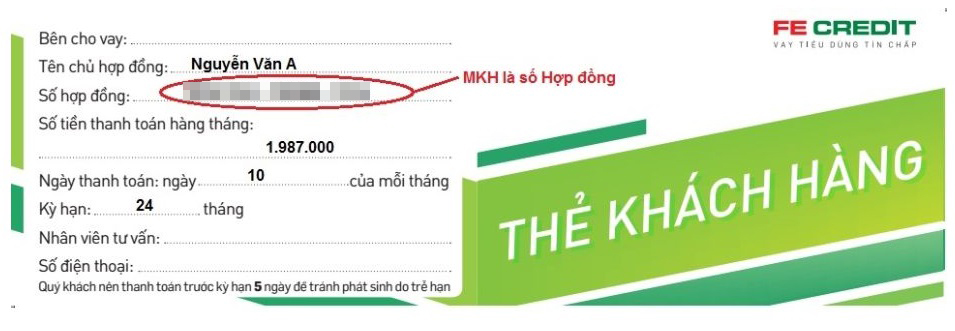 FE CREDIT
VAY TIÊU DÙNG TÍN CHẤP
Bên cho vay:
Tên chủ hợp đồng: Nguyễn Văn A
Số hợp đồng:
MKH là số Hợp đồng
Số tiền thanh toán hàng tháng:
1.987.000
Ngày thanh toán: ngày 10 của mỗi tháng
Kỳ hạn: 24 tháng
Nhân viên tư vấn:
Số điện thoại:
Quý khách nên thanh toán trước kỳ hạn 5 ngày để tránh phát sinh do trễ hạn
THẺ KHÁCH HÀNG